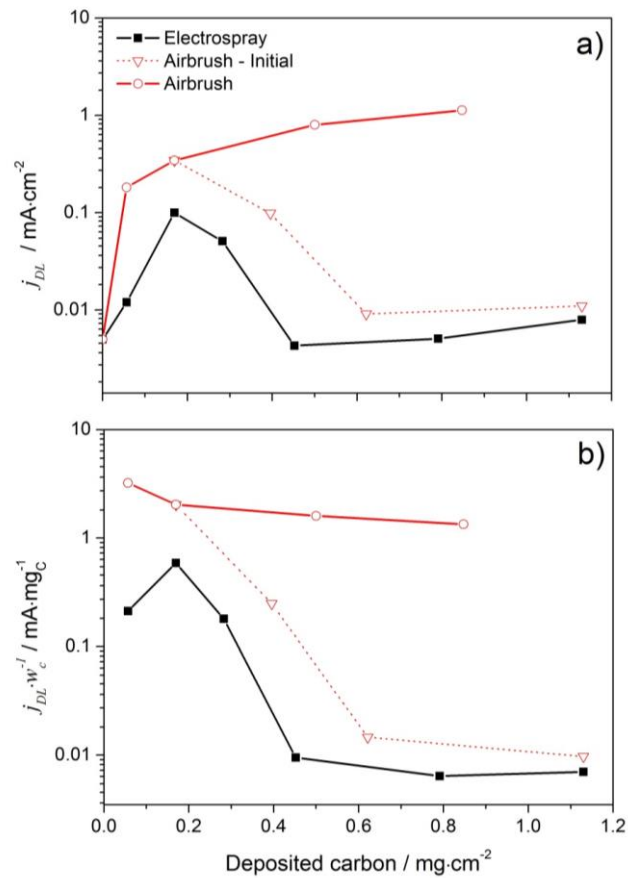 10
1
0.1
0.01
j_DL / mA·cm⁻²
Electrospray
Airbrush - Initial
Airbrush
a)
10
1
0.1
0.01
j_DL·w_c⁻¹ / mA·mg_C⁻¹
b)
0.0 0.2 0.4 0.6 0.8 1.0 1.2
Deposited carbon / mg·cm⁻²